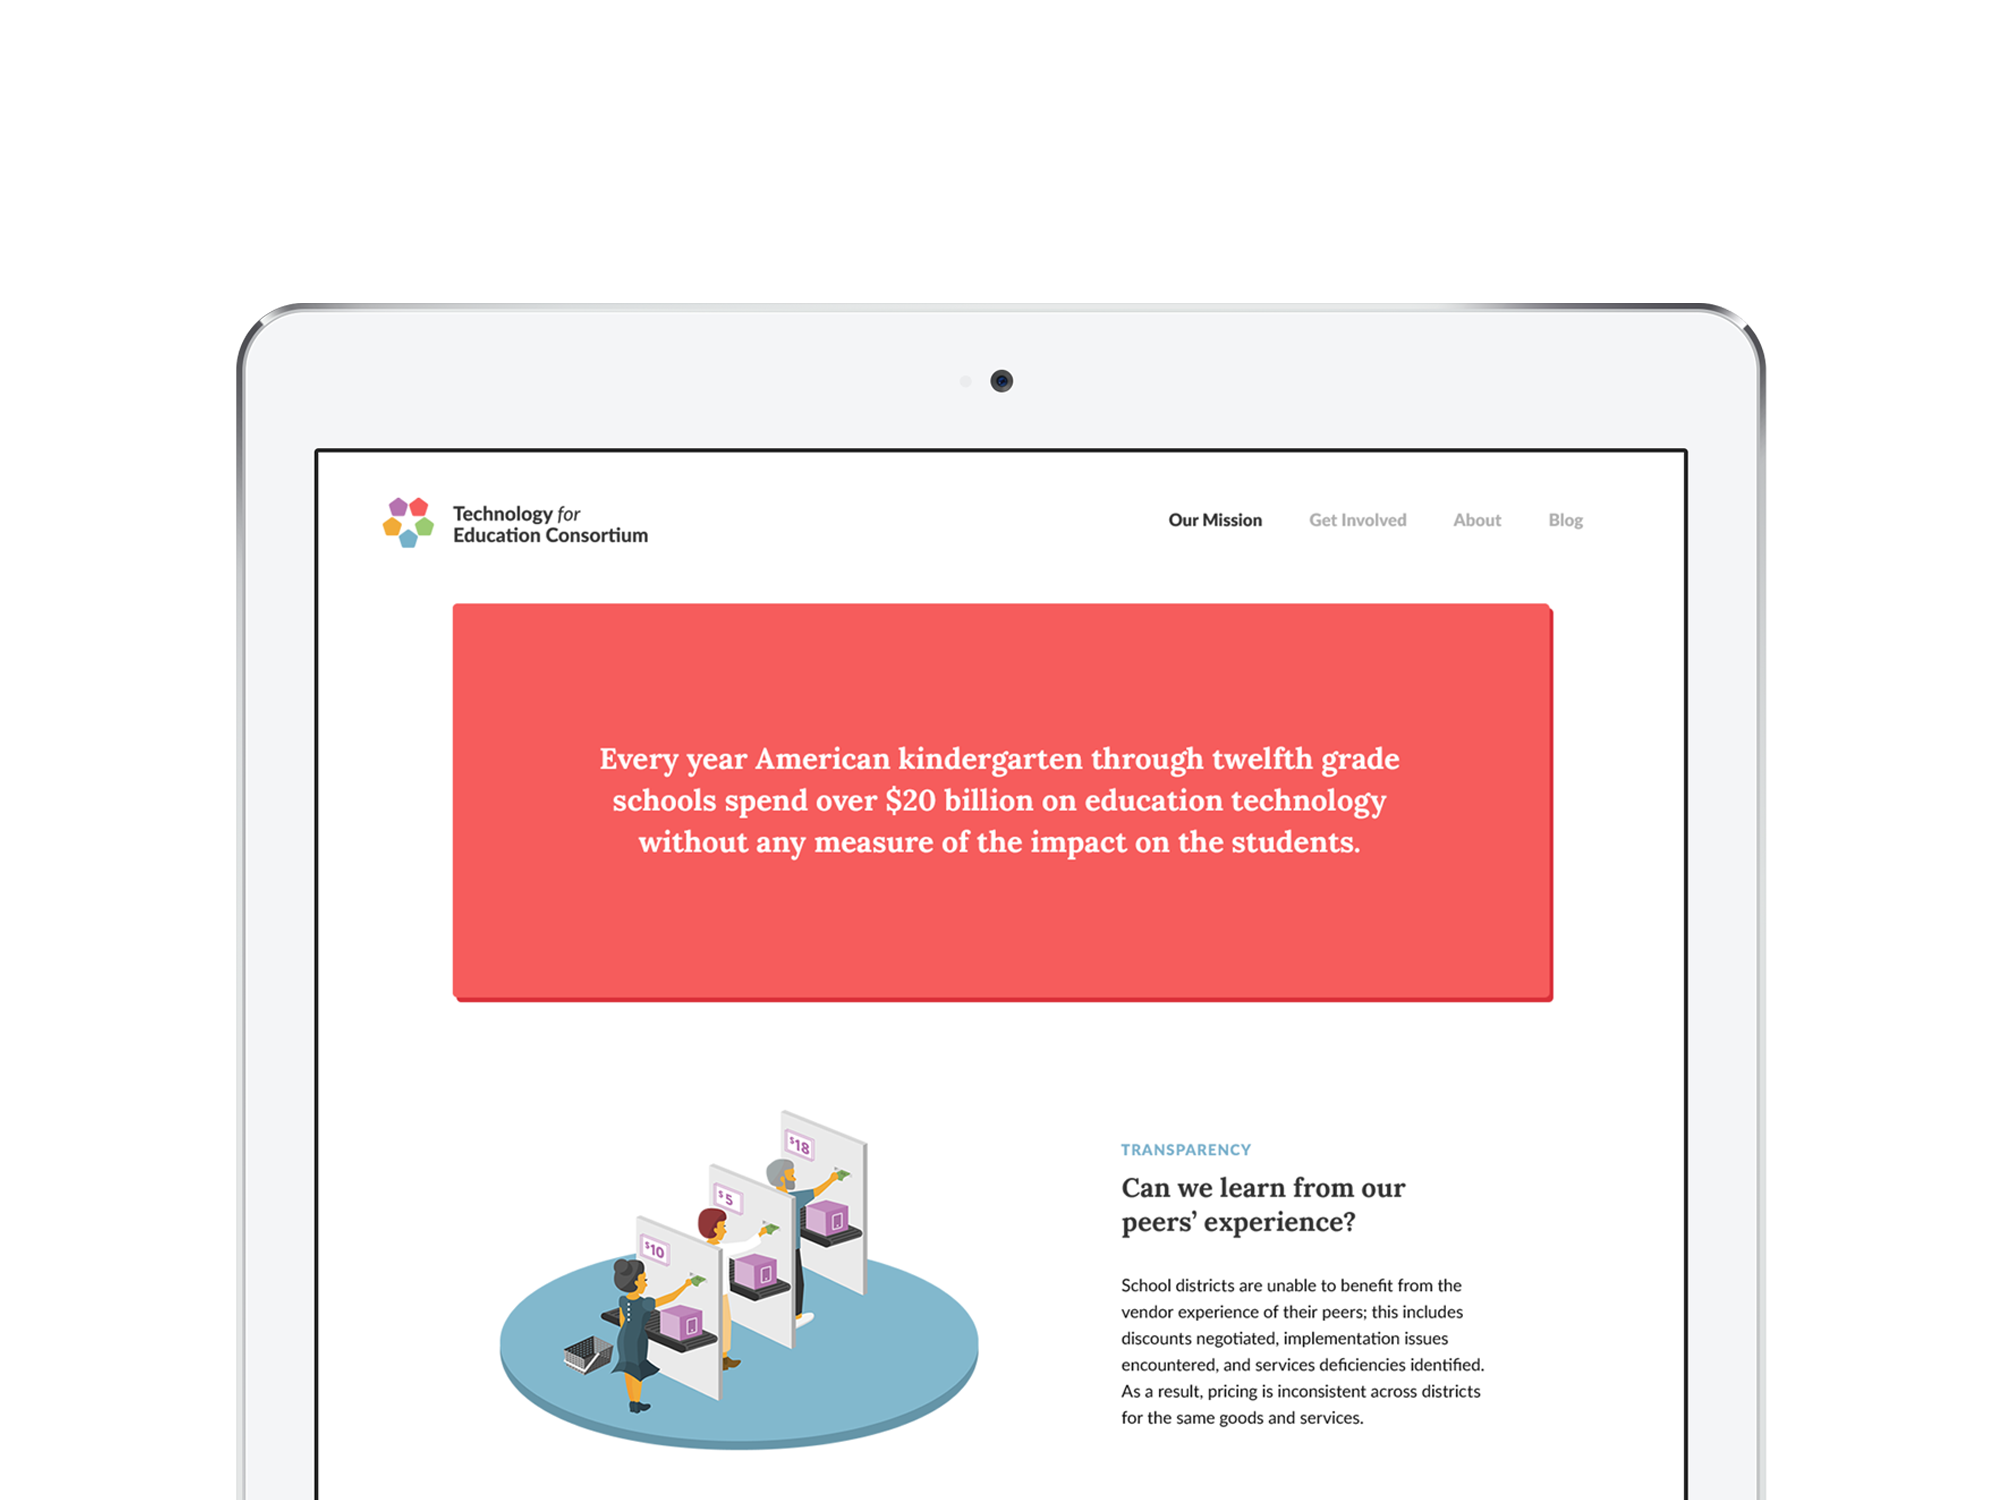 Technology for
Education Consortium
Our Mission
Get Involved
About
Blog
Every year American kindergarten through twelfth grade
schools spend over $20 billion on education technology
without any measure of the impact on the students.
$18
$5
$10
TRANSPARENCY
Can we learn from our
peers’ experience?
School districts are unable to benefit from the
vendor experience of their peers; this includes
discounts negotiated, implementation issues
encountered, and services deficiencies identified.
As a result, pricing is inconsistent across districts
for the same goods and services.